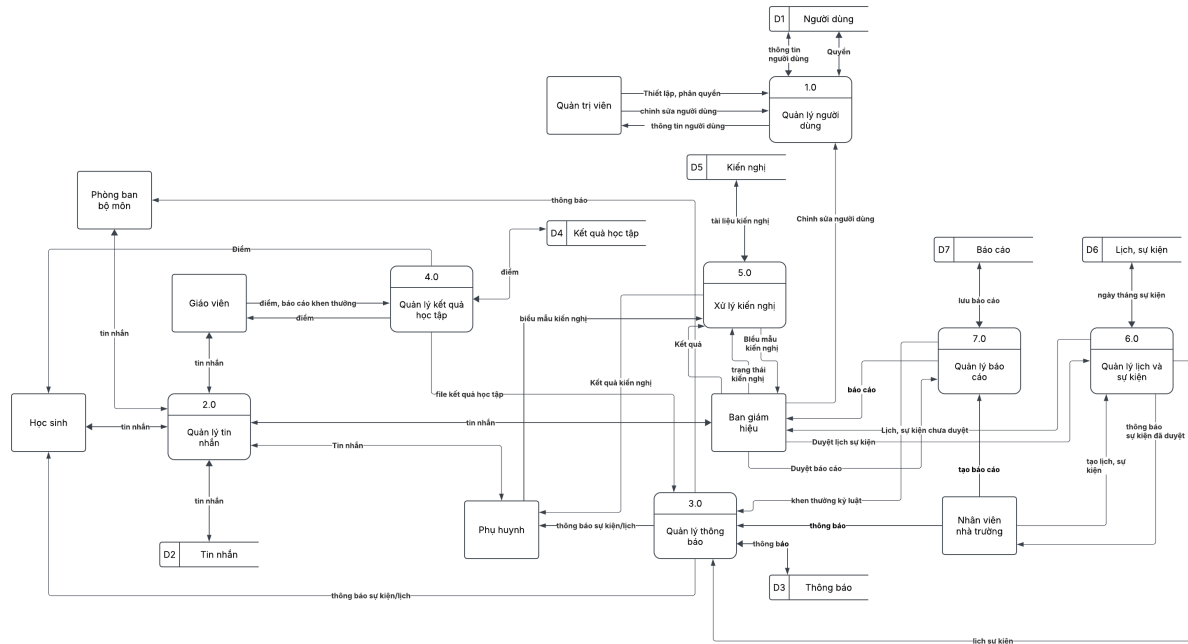 D1 Người dùng
thông tin
người dùng
Quyền
1.0
Quản lý người
dùng
Quản trị viên
Thiết lập, phân quyền
chỉnh sửa người dùng
thông tin người dùng
D5 Kiến nghị
tài liệu kiến nghị
Chỉnh sửa người dùng
Phòng ban
bộ môn
thông báo
D4 Kết quả học tập
điểm
Điểm
D7 Báo cáo
D6 Lịch, sự kiện
4.0
Quản lý kết quả
học tập
5.0
Xử lý kiến nghị
Giáo viên
điểm, báo cáo khen thưởng
điểm
lưu báo cáo
ngày tháng sự kiện
biểu mẫu kiến nghị
tin nhắn
7.0
Quản lý báo
cáo
6.0
Quản lý lịch và
sự kiện
Kết quả
Biểu mẫu
kiến nghị
tin nhắn
trạng thái
kiến nghị
Kết quả kiến nghị
báo cáo
file kết quả học tập
2.0
Quản lý tin
nhắn
Học sinh
tin nhắn
tin nhắn
Ban giám
hiệu
Lịch, sự kiện chưa duyệt
thông báo
sự kiện đã duyệt
Tin nhắn
Duyệt lịch sự kiện
Duyệt báo cáo
tạo báo cáo
tạo lịch, sự
kiện
tin nhắn
3.0
Quản lý thông
báo
khen thưởng kỷ luật
Phụ huynh
thông báo sự kiện/lịch
thông báo
Nhân viên
nhà trường
thông báo
D2 Tin nhắn
D3 Thông báo
thông báo sự kiện/lịch
lịch sự kiện